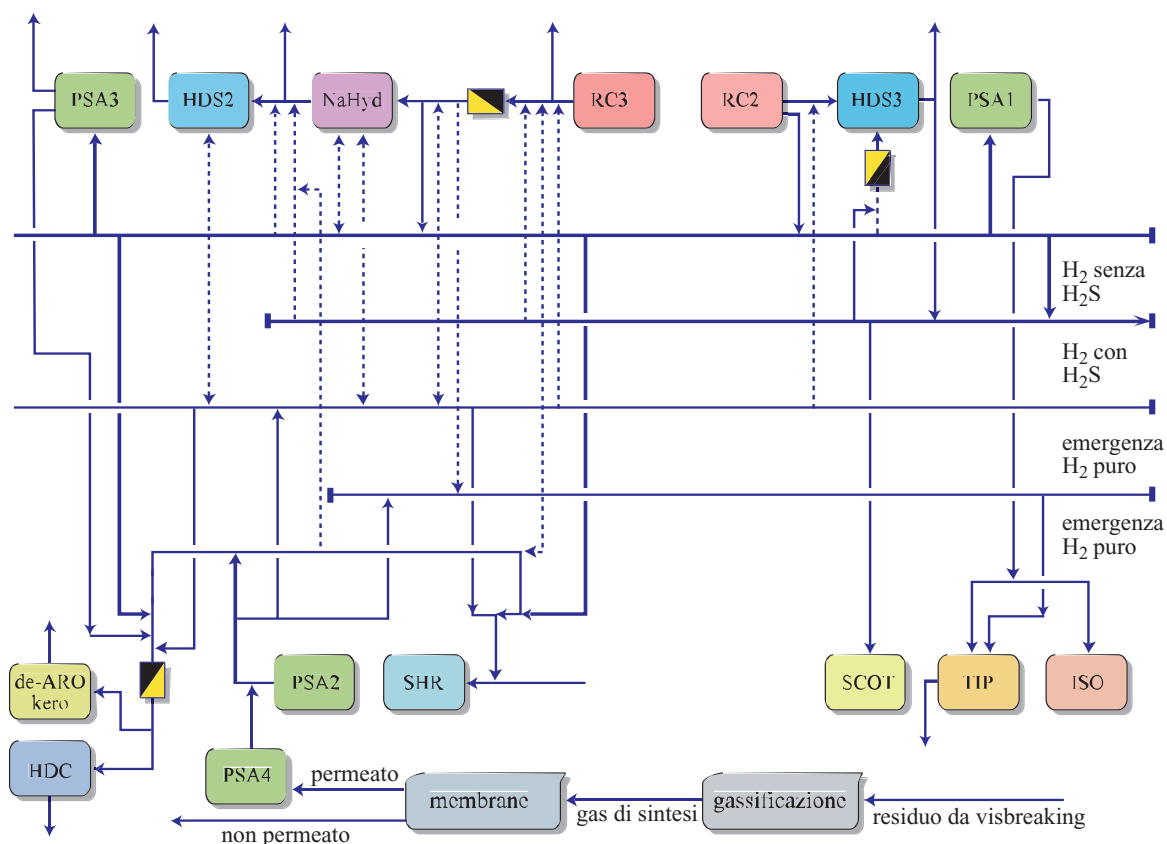 PSA3
HDS2
NaHyd
RC3
RC2
HDS3
PSA1
H2 senza
H2S
H2 con
H2S
emergenza
H2 puro
emergenza
H2 puro
de-ARO
kero
PSA2
SHR
SCOT
TIP
ISO
HDC
PSA4
permeato
membrane
gas di sintesi
gassificazione
residuo da visbreaking
non permeato